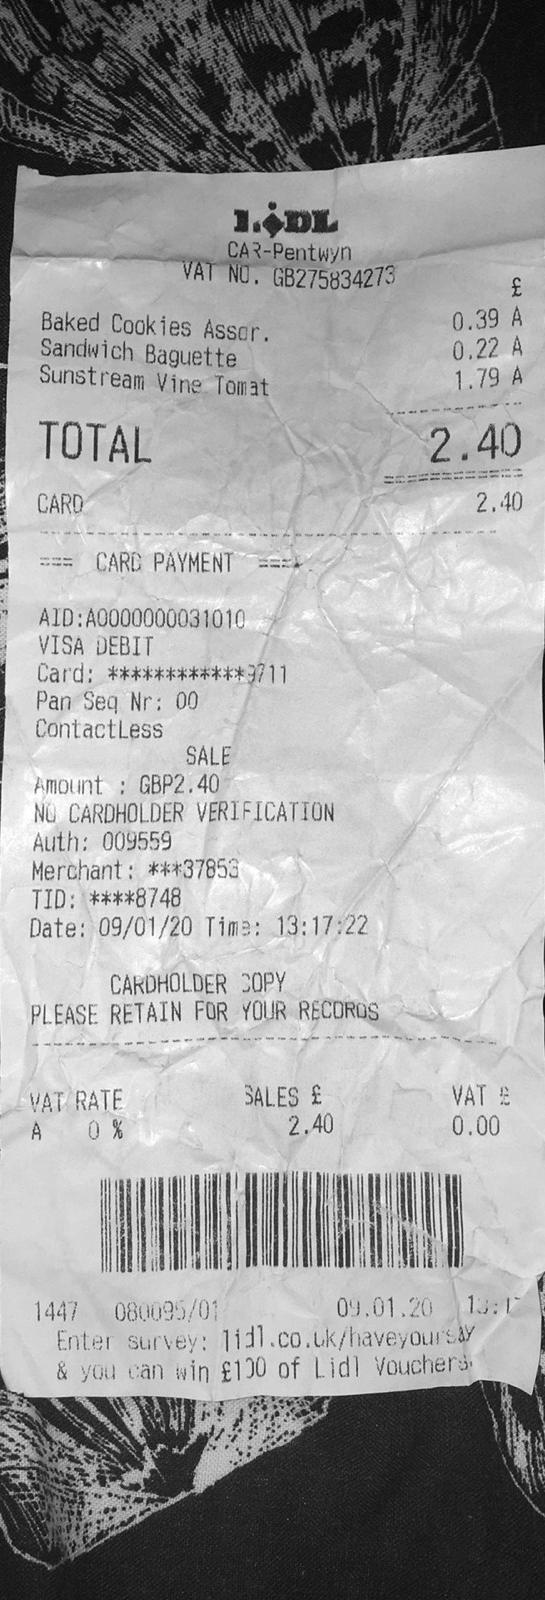 LIDL
CAR-Pentwyn
VAT NO. GB275834273
£
Baked Cookies Assor. 0.39 A
Sandwich Baguette 0.22 A
Sunstream Vine Tomat 1.79 A
TOTAL 2.40
CARD 2.40
=== CARD PAYMENT ===
AID:A0000000031010
VISA DEBIT
Card: ************9711
Pan Seq Nr: 00
ContactLess
SALE
Amount : GBP2.40
NO CARDHOLDER VERIFICATION
Auth: 009559
Merchant: ***37853
TID: ****8748
Date: 09/01/20 Time: 13:17:22
CARDHOLDER COPY
PLEASE RETAIN FOR YOUR RECORDS
VAT RATE SALES £ VAT £
A 0 % 2.40 0.00
1447 080095/01 09.01.20 13:17
Enter survey: lidl.co.uk/haveyoursay
& you can win £100 of Lidl Vouchers.